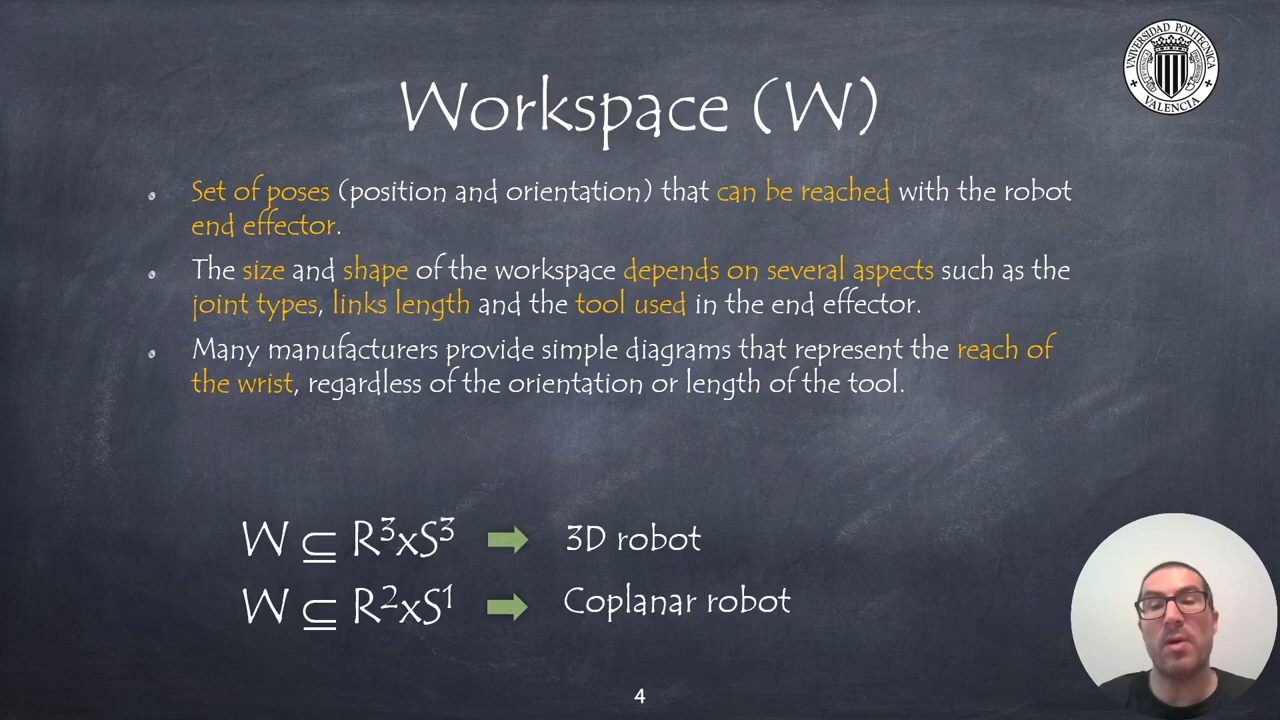 UNIVERSIDAD POLITECNICA
VALENCIA
Workspace (W)
Set of poses (position and orientation) that can be reached with the robot
end effector.
The size and shape of the workspace depends on several aspects such as the
joint types, links length and the tool used in the end effector.
Many manufacturers provide simple diagrams that represent the reach of
the wrist, regardless of the orientation or length of the tool.
W ⊆ R³xS³ 3D robot
W ⊆ R²xS¹ Coplanar robot
4